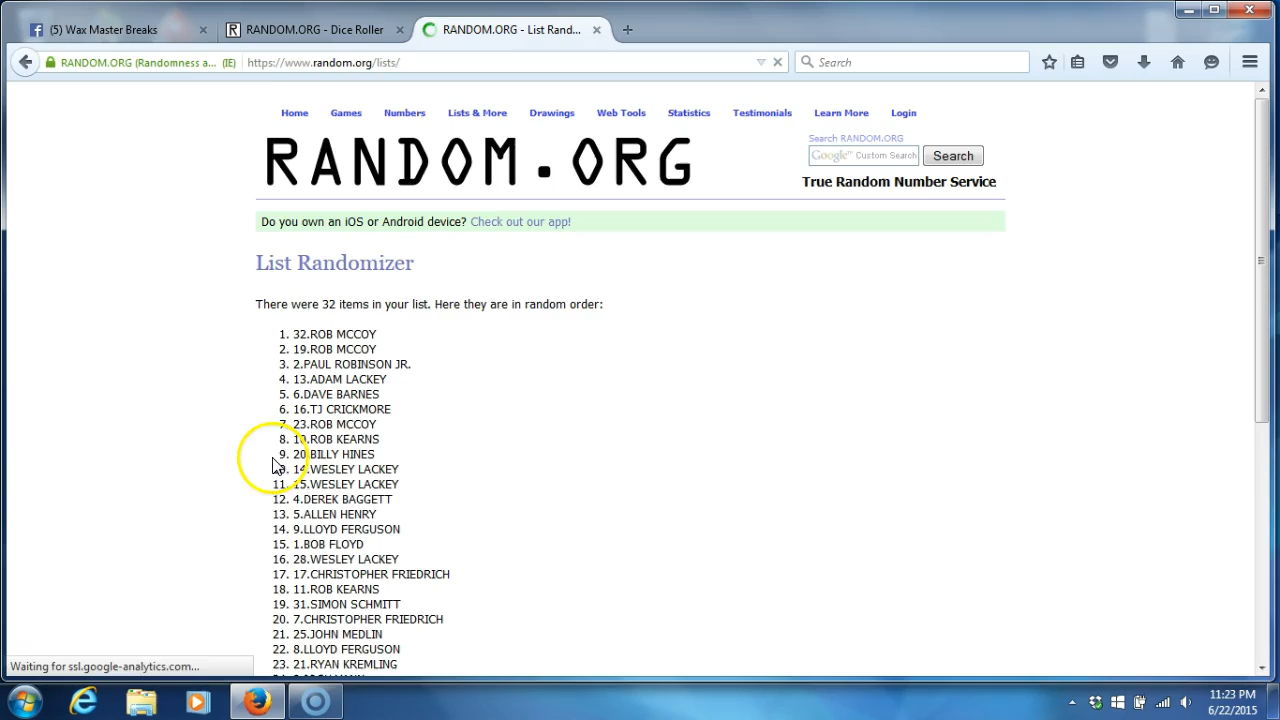 (5) Wax Master Breaks
RANDOM.ORG - Dice Roller
RANDOM.ORG - List Rand...
RANDOM.ORG (Randomness a... (IE)
https://www.random.org/lists/
Search
Home Games Numbers Lists & More Drawings Web Tools Statistics Testimonials Learn More Login
RANDOM.ORG
Search RANDOM.ORG
Google™ Custom Search Search
True Random Number Service
Do you own an iOS or Android device? Check out our app!
List Randomizer
There were 32 items in your list. Here they are in random order:
1. 32.ROB MCCOY
2. 19.ROB MCCOY
3. 2.PAUL ROBINSON JR.
4. 13.ADAM LACKEY
5. 6.DAVE BARNES
6. 16.TJ CRICKMORE
7. 23.ROB MCCOY
8. ROB KEARNS
9. 20.BILLY HINES
14.WESLEY LACKEY
11. 15.WESLEY LACKEY
12. 4.DEREK BAGGETT
13. 5.ALLEN HENRY
14. 9.LLOYD FERGUSON
15. 1.BOB FLOYD
16. 28.WESLEY LACKEY
17. 17.CHRISTOPHER FRIEDRICH
18. 11.ROB KEARNS
19. 31.SIMON SCHMITT
20. 7.CHRISTOPHER FRIEDRICH
21. 25.JOHN MEDLIN
22. 8.LLOYD FERGUSON
23. 21.RYAN KREMLING
Waiting for ssl.google-analytics.com...
11:23 PM
6/22/2015